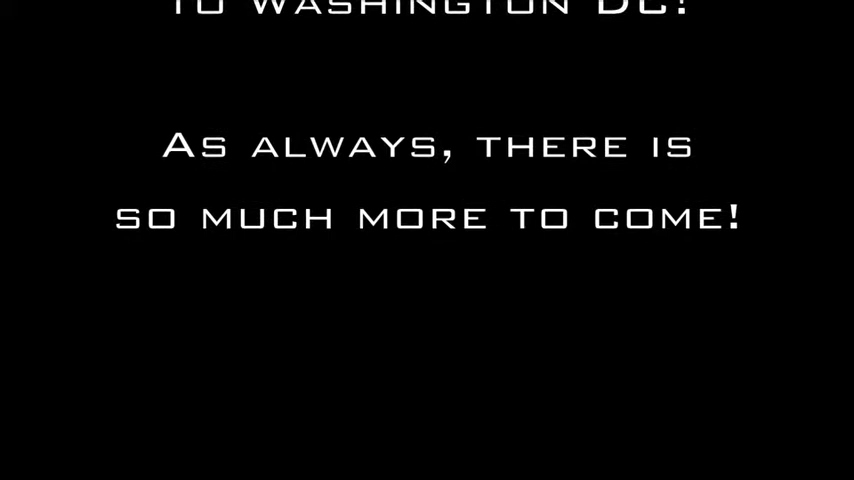 to Washington DC!
As always, there is
so much more to come!